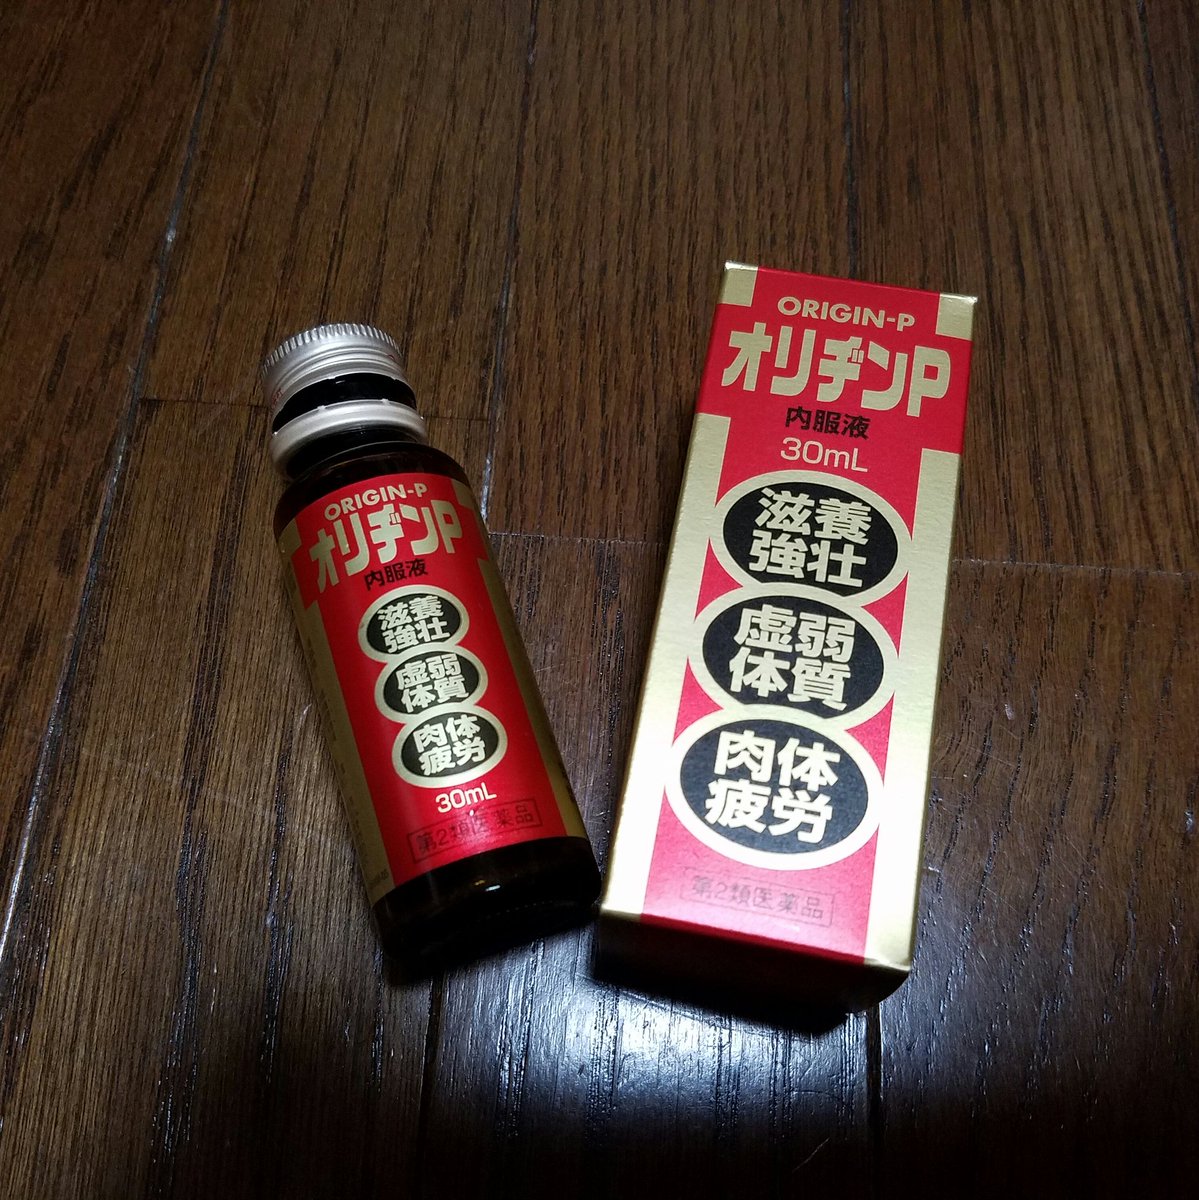 ORIGIN-P
オリヂンP
内服液
滋養
強壮
虚弱
体質
肉体
疲労
30mL
第2類医薬品
ORIGIN-P
オリヂンP
内服液
30mL
滋養
強壮
虚弱
体質
肉体
疲労
第2類医薬品